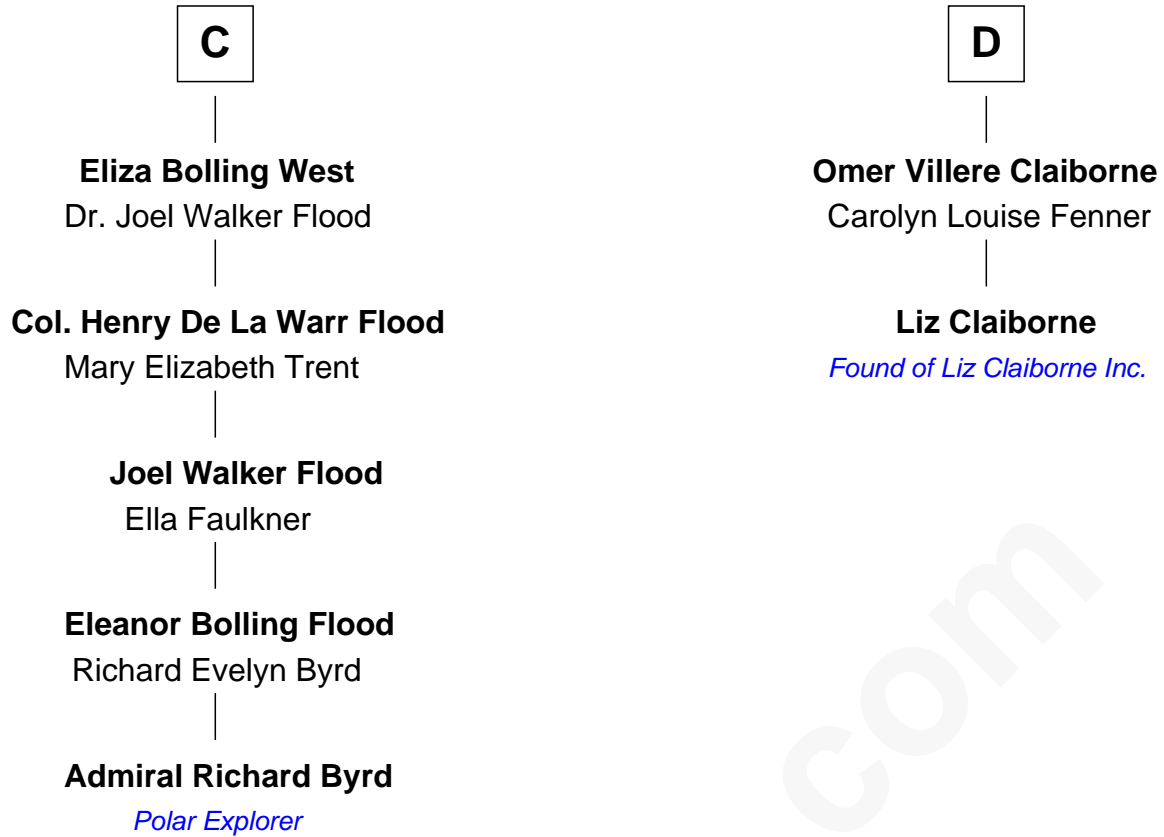 C
Eliza Bolling West
Dr. Joel Walker Flood
Col. Henry De La Warr Flood
Mary Elizabeth Trent
Joel Walker Flood
Ella Faulkner
Eleanor Bolling Flood
Richard Evelyn Byrd
Admiral Richard Byrd
Polar Explorer
D
Omer Villere Claiborne
Carolyn Louise Fenner
Liz Claiborne
Found of Liz Claiborne Inc.
com